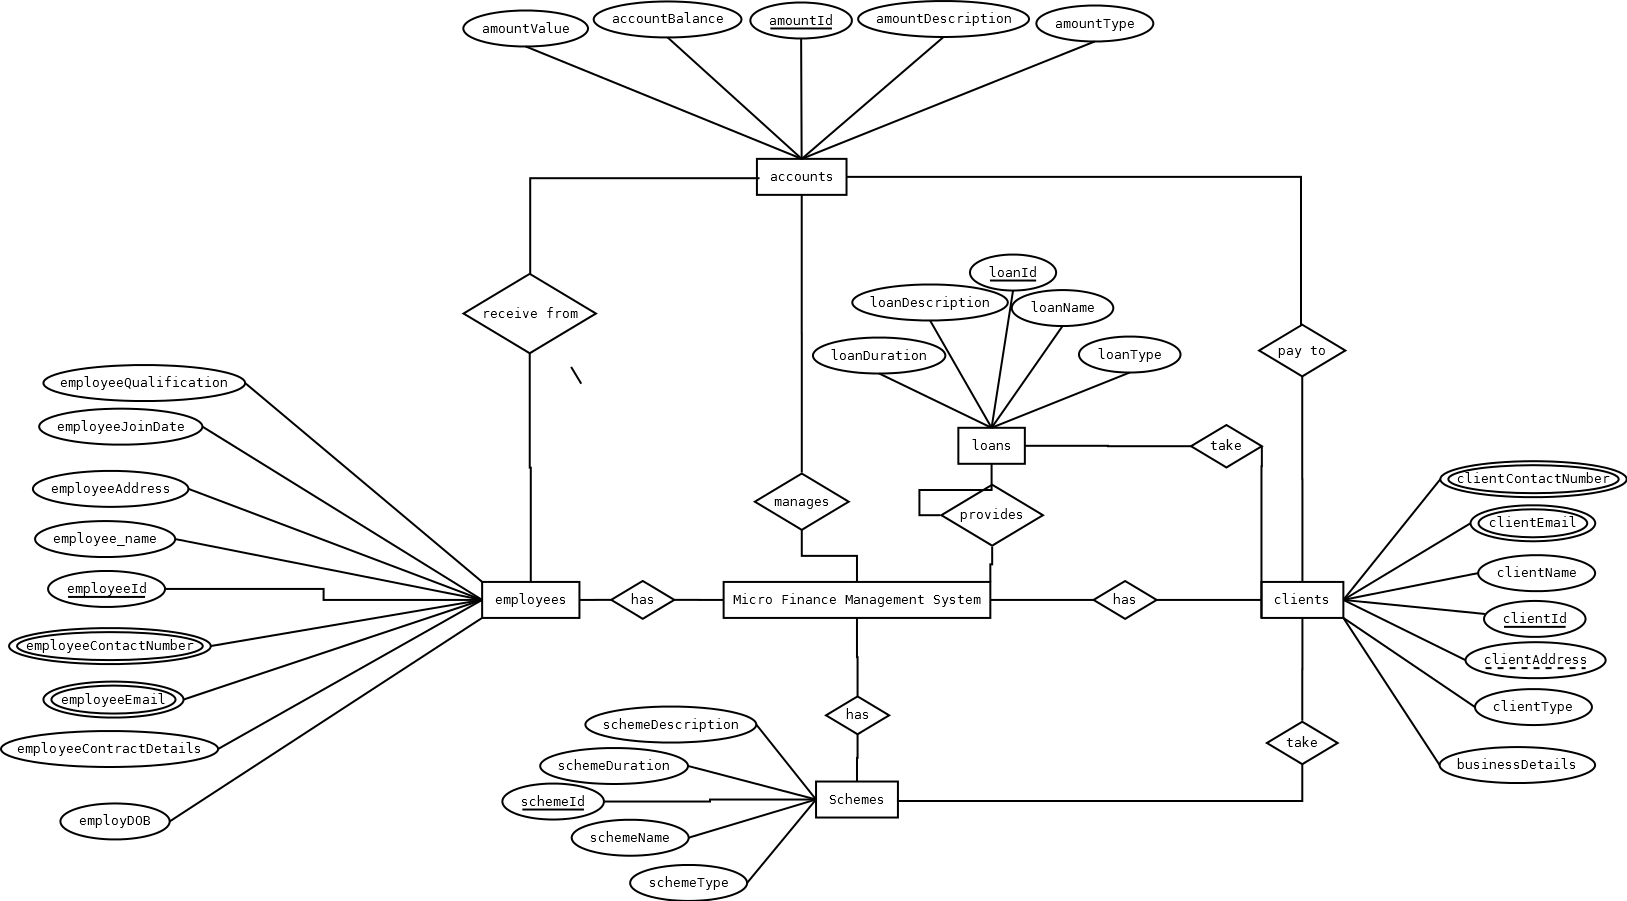 amountValue
accountBalance
amountId
amountDescription
amountType
accounts
receive from
pay to
loanId
loanDescription
loanName
loanDuration
loanType
loans
take
manages
provides
employeeQualification
employeeJoinDate
employeeAddress
employee_name
employeeId
employeeContactNumber
employeeEmail
employeeContractDetails
employDOB
employees
has
Micro Finance Management System
has
clients
clientContactNumber
clientEmail
clientName
clientId
clientAddress
clientType
businessDetails
has
take
schemeDescription
schemeDuration
schemeId
schemeName
schemeType
Schemes